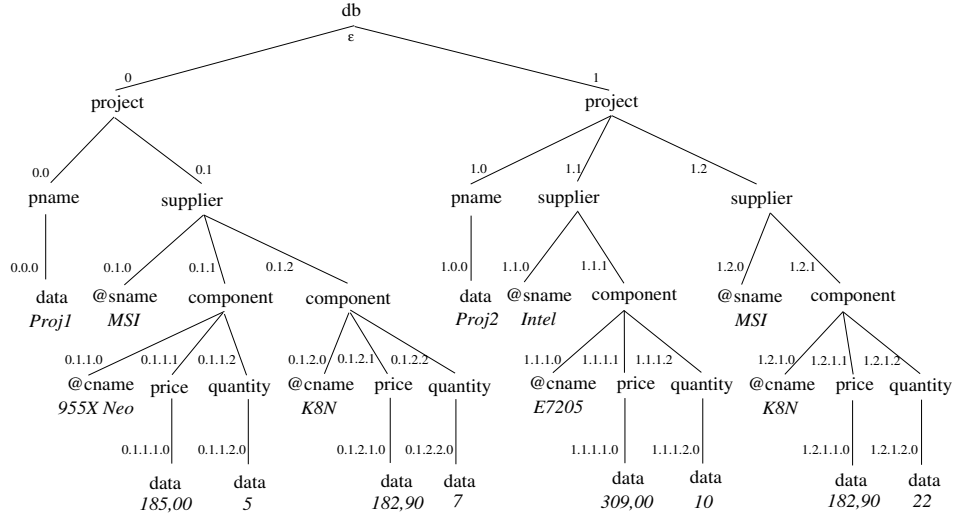 db
ε
0 1
project project
0.0 0.1 1.0 1.1 1.2
pname supplier pname supplier supplier
0.0.0 0.1.0 0.1.1 0.1.2 1.0.0 1.1.0 1.1.1 1.2.0 1.2.1
data @sname component component data @sname component @sname component
Proj1 MSI Proj2 Intel MSI
0.1.1.0 0.1.1.1 0.1.1.2 0.1.2.0 0.1.2.1 0.1.2.2 1.1.1.0 1.1.1.1 1.1.1.2 1.2.1.0 1.2.1.1 1.2.1.2
@cname price quantity @cname price quantity @cname price quantity @cname price quantity
955X Neo K8N E7205 K8N
0.1.1.1.0 0.1.1.2.0 0.1.2.1.0 0.1.2.2.0 1.1.1.1.0 1.1.1.2.0 1.2.1.1.0 1.2.1.2.0
data data data data data data data data
185,00 5 182,90 7 309,00 10 182,90 22